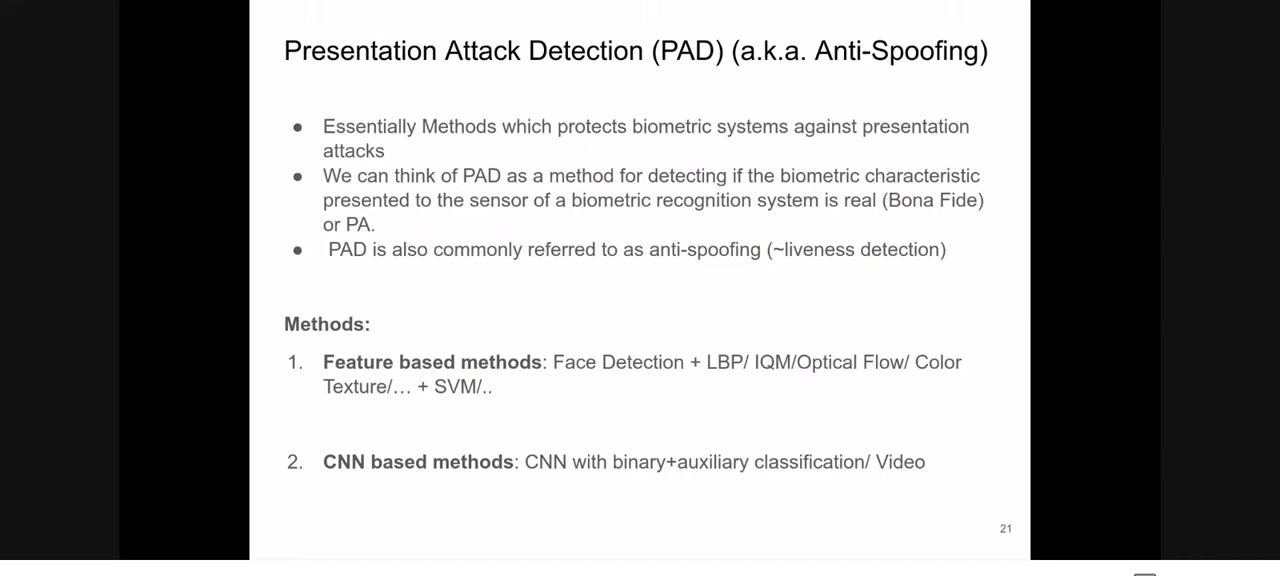 Presentation Attack Detection (PAD) (a.k.a. Anti-Spoofing)
● Essentially Methods which protects biometric systems against presentation
attacks
● We can think of PAD as a method for detecting if the biometric characteristic
presented to the sensor of a biometric recognition system is real (Bona Fide)
or PA.
● PAD is also commonly referred to as anti-spoofing (~liveness detection)
Methods:
1. Feature based methods: Face Detection + LBP/ IQM/Optical Flow/ Color
Texture/… + SVM/..
2. CNN based methods: CNN with binary+auxiliary classification/ Video
21